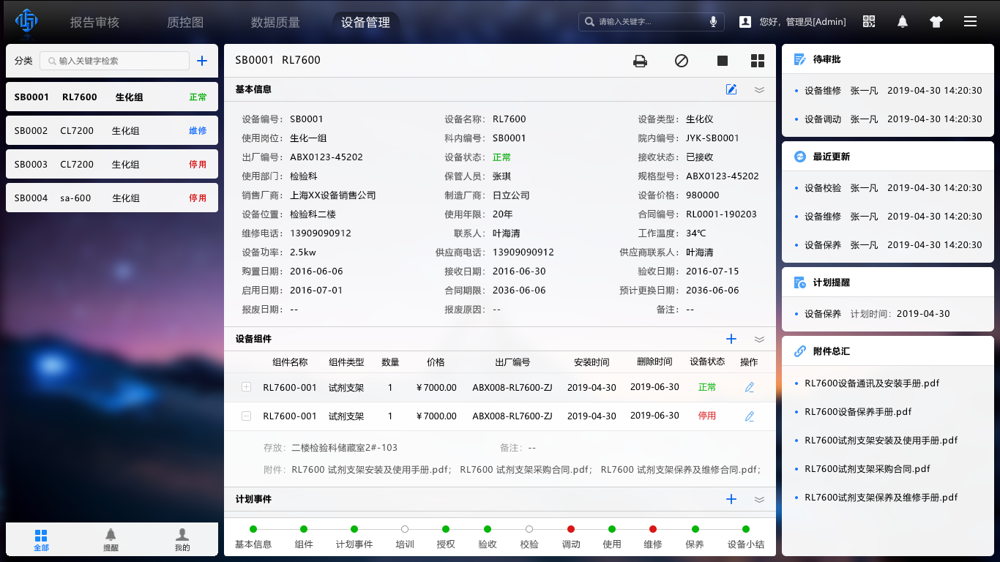 报告审核 质控图 数据质量 设备管理 请输入关键字... 您好，管理员[Admin]
分类 输入关键字检索
SB0001 RL7600 生化组 正常
SB0002 CL7200 生化组 维修
SB0003 CL7200 生化组 停用
SB0004 sa-600 生化组 停用
全部 提醒 我的
SB0001 RL7600
基本信息
设备编号： SB0001 设备名称： RL7600 设备类型： 生化仪
使用岗位： 生化一组 科内编号： SB0001 院内编号： JYK-SB0001
出厂编号： ABX0123-45202 设备状态： 正常 接收状态： 已接收
使用部门： 检验科 保管人员： 张琪 规格型号： ABX0123-45202
销售厂商： 上海XX设备销售公司 制造厂商： 日立公司 设备价格： 980000
设备位置： 检验科二楼 使用年限： 20年 合同编号： RL0001-190203
维修电话： 13909090912 联系人： 叶海清 工作温度： 34℃
设备功率： 2.5kw 供应商电话： 13909090912 供应商联系人： 叶海清
购置日期： 2016-06-06 接收日期： 2016-06-30 验收日期： 2016-07-15
启用日期： 2016-07-01 合同期限： 2036-06-06 预计更换日期： 2036-06-06
报废日期： -- 报废原因： -- 备注： --
设备组件
组件名称 组件类型 数量 价格 出厂编号 安装时间 删除时间 设备状态 操作
RL7600-001 试剂支架 1 ¥7000.00 ABX008-RL7600-ZJ 2019-04-30 2019-06-30 正常
RL7600-001 试剂支架 1 ¥7000.00 ABX008-RL7600-ZJ 2019-04-30 2019-06-30 停用
存放： 二楼检验科储藏室2#-103 备注： --
附件： RL7600 试剂支架安装及使用手册.pdf； RL7600 试剂支架采购合同.pdf； RL7600 试剂支架保养及维修合同.pdf；
计划事件
基本信息 组件 计划事件 培训 授权 验收 校验 调动 使用 维修 保养 设备小结
待审批
设备维修 张一凡 2019-04-30 14:20:30
设备调动 张一凡 2019-04-30 14:20:30
最近更新
设备校验 张一凡 2019-04-30 14:20:30
设备维修 张一凡 2019-04-30 14:20:30
设备保养 张一凡 2019-04-30 14:20:30
计划提醒
设备保养 计划时间：2019-04-30
附件总汇
RL7600设备通讯及安装手册.pdf
RL7600设备保养手册.pdf
RL7600试剂支架安装及使用手册.pdf
RL7600试剂支架采购合同.pdf
RL7600试剂支架保养及维修手册.pdf